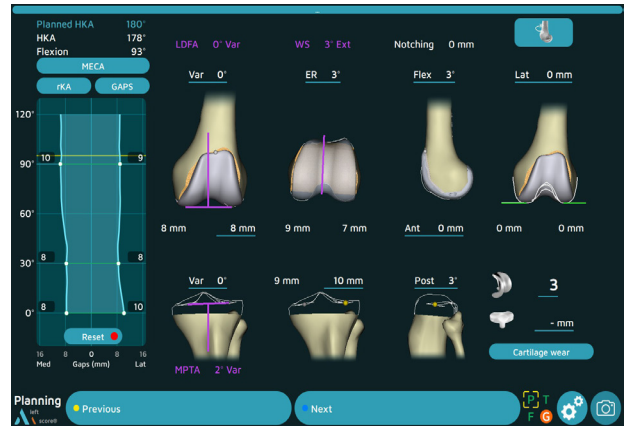 Planned HKA 180°
HKA 178°
Flexion 93°
MECA
rKA GAPS
120°
90°
60°
30°
0°
10 9
8 8
8 10
Reset
16 8 0 8 16
Med Gaps (mm) Lat
LDFA 0° Var
WS 3° Ext
Notching 0 mm
Var 0°
ER 3°
Flex 3°
Lat 0 mm
8 mm 8 mm
9 mm 7 mm
Ant 0 mm
0 mm 0 mm
Var 0°
9 mm 10 mm
Post 3°
3
- mm
Cartilage wear
MPTA 2° Var
Planning
left
score®
Previous
Next
P T
F G